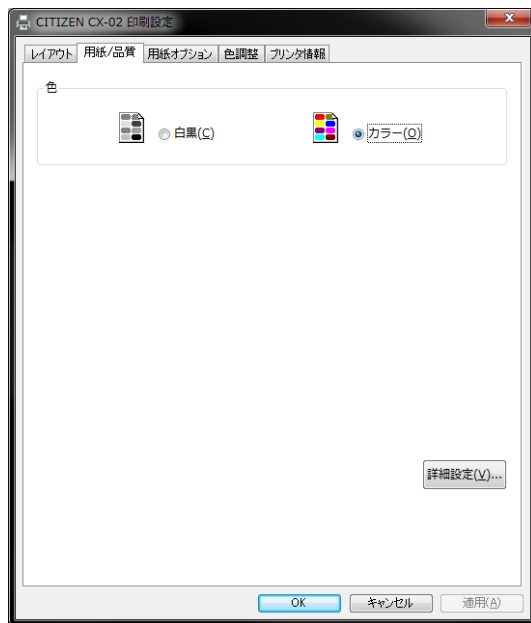 CITIZEN CX-02 印刷設定
レイアウト 用紙/品質 用紙オプション 色調整 プリンタ情報
色
白黒(C) カラー(O)
詳細設定(V)...
OK キャンセル 適用(A)